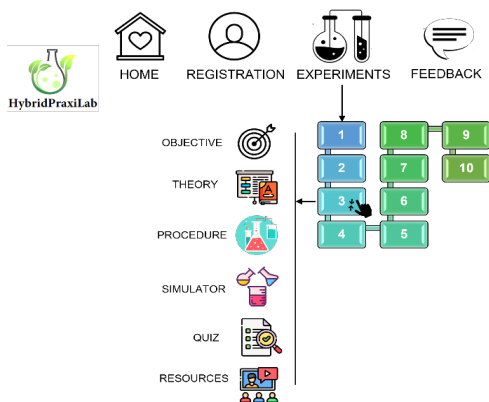 HybridPraxiLab
HOME
REGISTRATION
EXPERIMENTS
FEEDBACK
OBJECTIVE
THEORY
PROCEDURE
SIMULATOR
QUIZ
RESOURCES
1
8
9
2
7
10
3
6
4
5